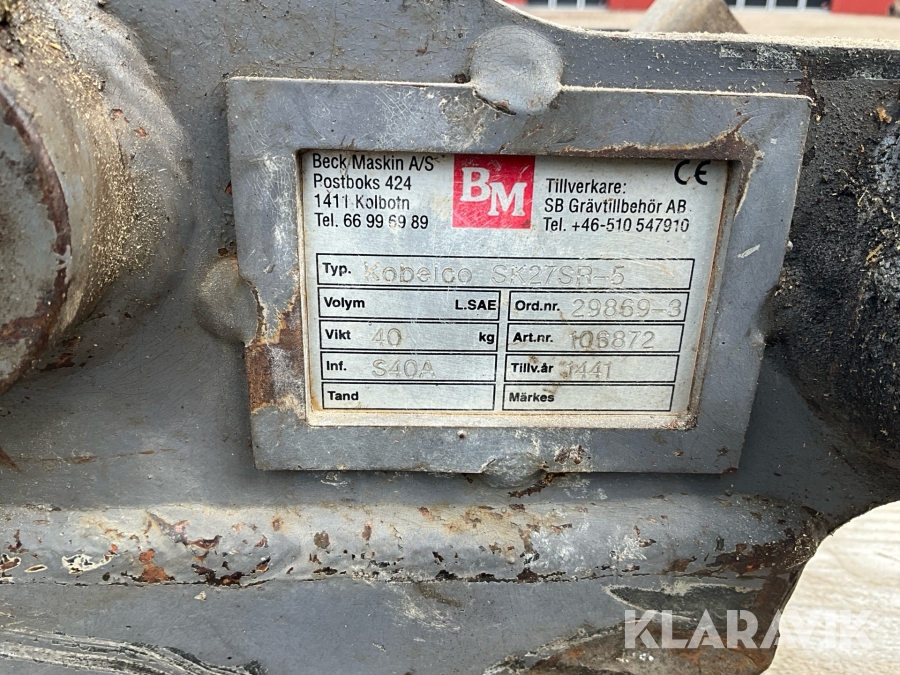 Beck Maskin A/S
Postboks 424
1411 Kolbotn
Tel. 66 99 69 89
BM
CE
Tillverkare:
SB Grävtillbehör AB
Tel. +46-510 547910
Typ. Kobelco SK27SR-5
Volym L.SAE
Ord.nr. 29869-3
Vikt 40 kg
Art.nr. 106872
Inf. S40A
Tillv.år 1441
Tand
Märkes
KLARAVIK